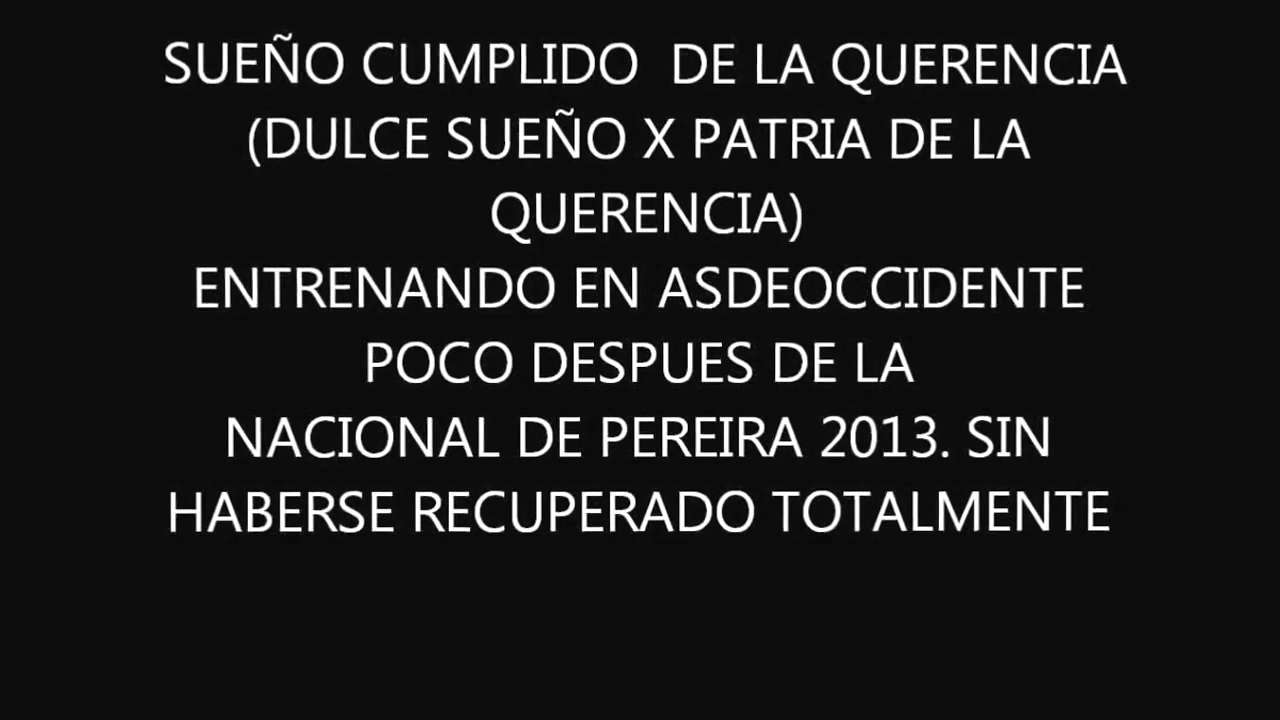 SUEÑO CUMPLIDO  DE LA QUERENCIA
(DULCE SUEÑO X PATRIA DE LA
QUERENCIA)
ENTRENANDO EN ASDEOCCIDENTE
POCO DESPUES DE LA
NACIONAL DE PEREIRA 2013. SIN
HABERSE RECUPERADO TOTALMENTE